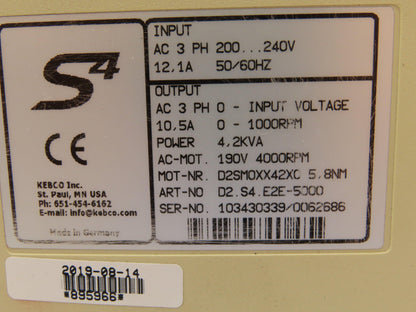 S4
CE
KEBCO Inc.
St. Paul, MN USA
Ph: 651-454-6162
E-mail: info@kebco.com
Made in Germany
INPUT
AC 3 PH 200...240V
12,1A 50/60HZ
OUTPUT
AC 3 PH 0 - INPUT VOLTAGE
10,5A 0 - 1000RPM
POWER 4,2KVA
AC-MOT. 190V 4000RPM
MOT-NR. D2SMOXX42XC 5,8NM
ART-NO D2.S4.E2E-5000
SER-NO. 103430339/0062686
2019-08-14
*895966*